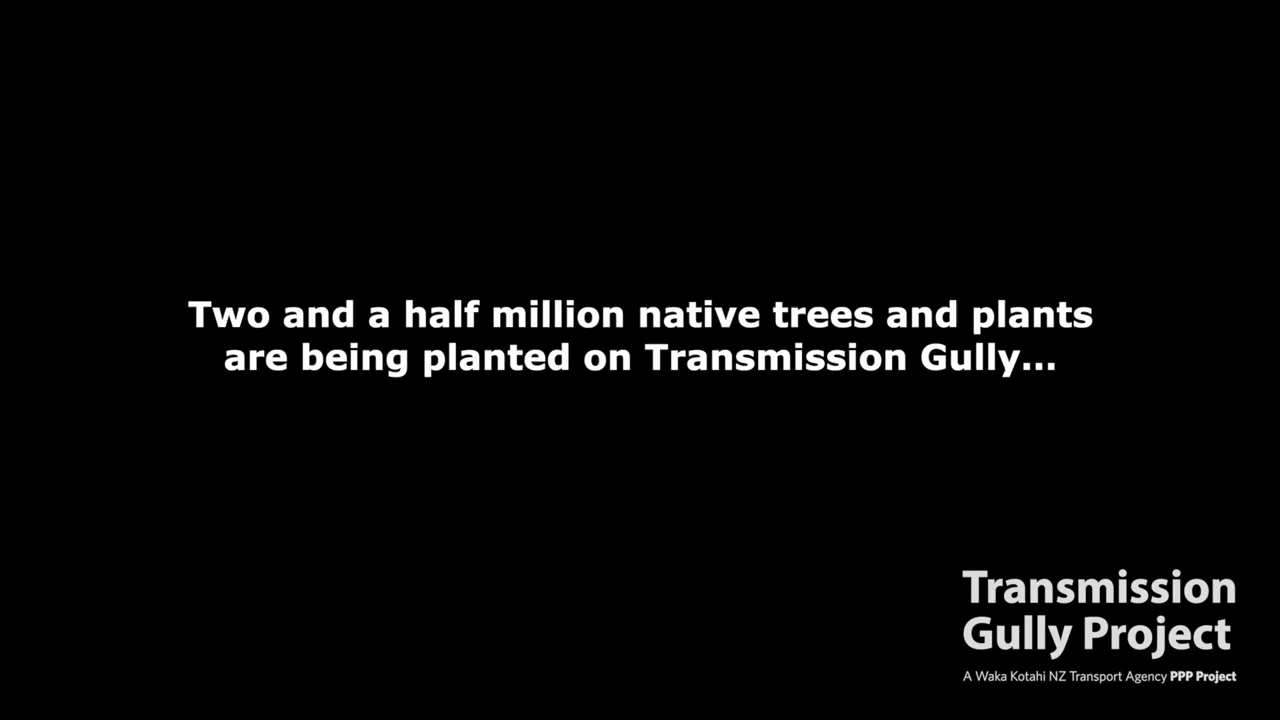 Two and a half million native trees and plants
are being planted on Transmission Gully...
Transmission
Gully Project
A Waka Kotahi NZ Transport Agency PPP Project